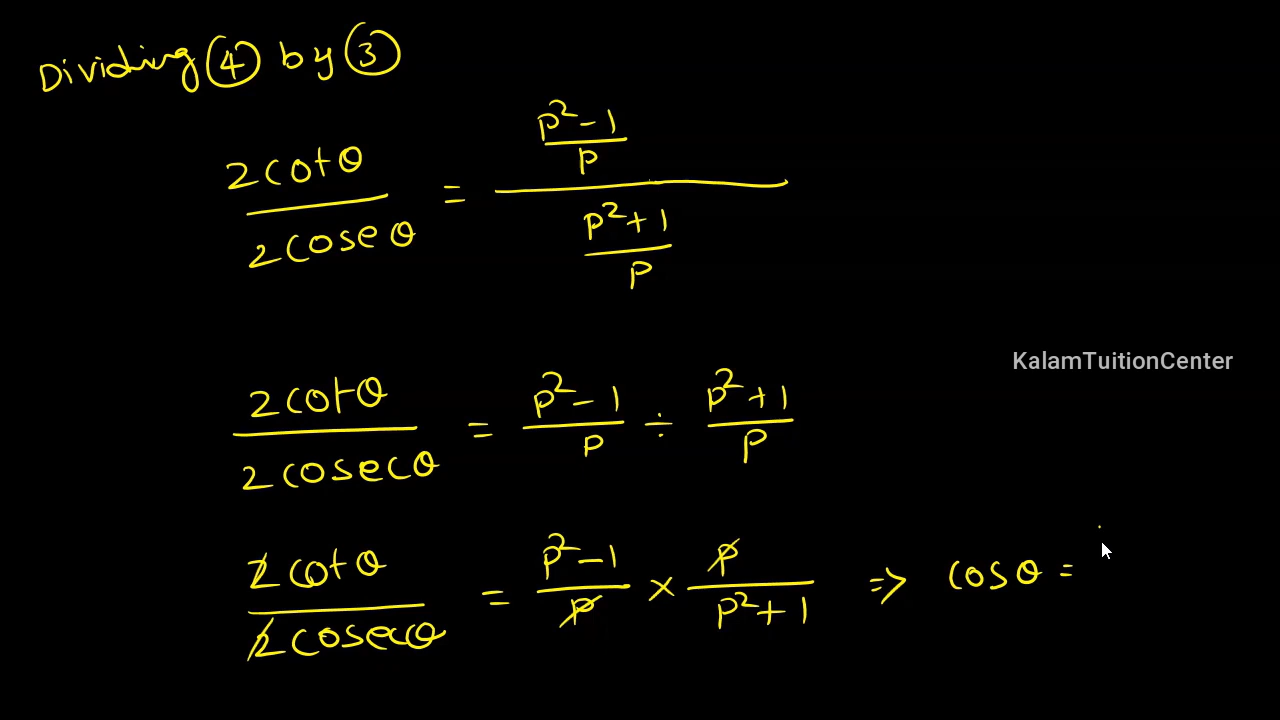 Dividing ④ by ③
2cotθ / 2coseθ = ((p²-1)/p) / ((p²+1)/p)
KalamTuitionCenter
2cotθ / 2cosecθ = (p²-1)/p ÷ (p²+1)/p
2cotθ / 2cosecθ = (p²-1)/p × p/(p²+1) ⇒ cosθ =